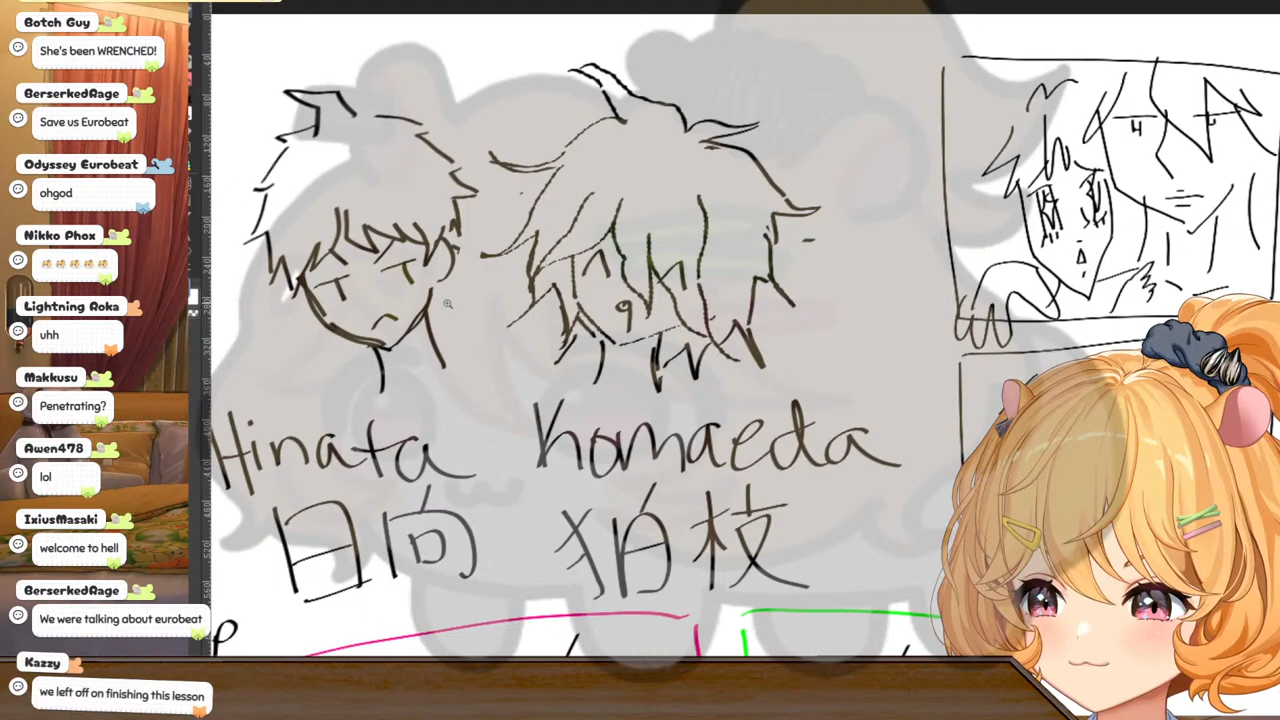 Botch Guy
She's been WRENCHED!
BerserkedRage
Save us Eurobeat
Odyssey Eurobeat
ohgod
Nikko Phox
Lightning Roka
uhh
Makkusu
Penetrating?
Awen478
lol
IxiusMasaki
welcome to hell
BerserkedRage
We were talking about eurobeat
Kazzy
we left off on finishing this lesson
Hinata Komaeda
日向 狛枝